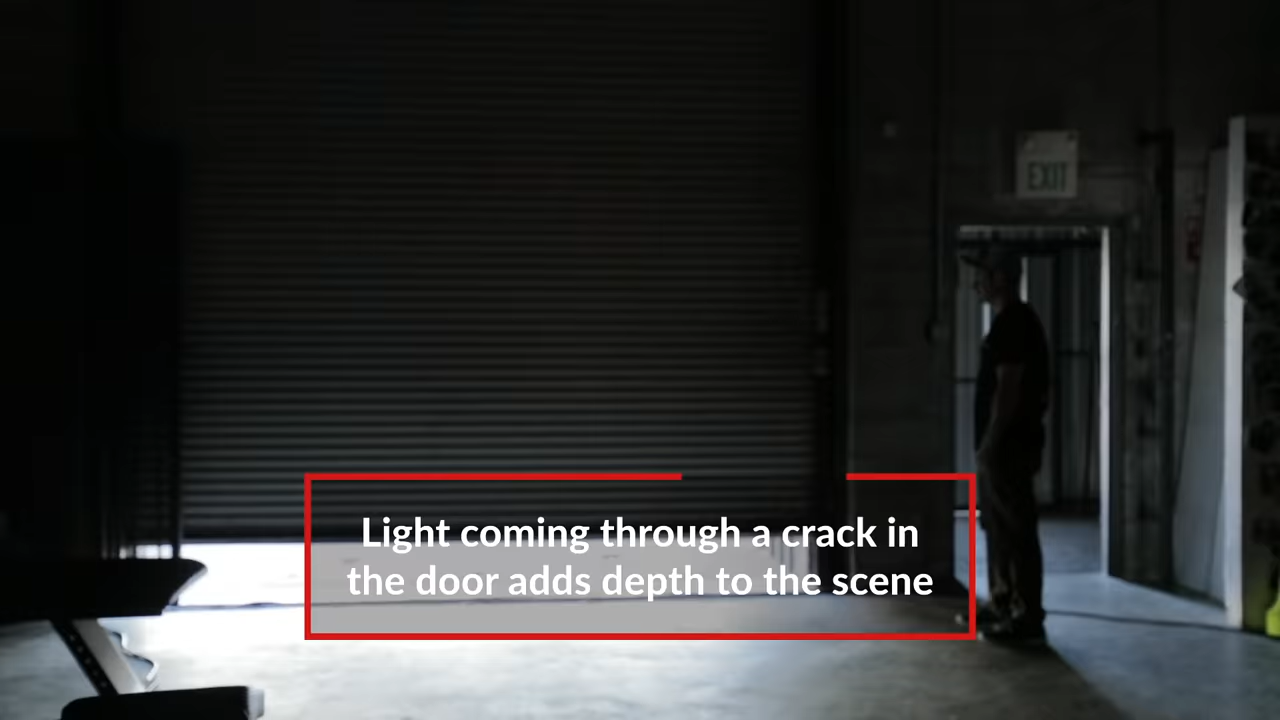 EXIT
Light coming through a crack in
the door adds depth to the scene